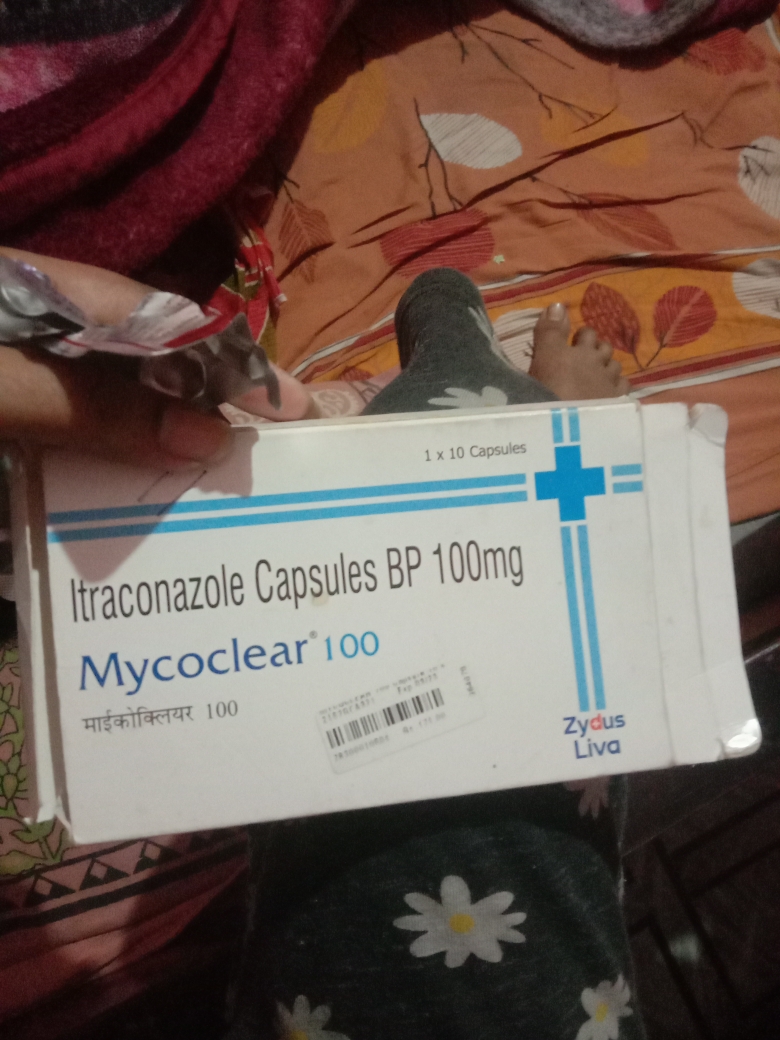 1 x 10 Capsules
Itraconazole Capsules BP 100mg
Mycoclear® 100
माईकोक्लियर 100
Zydus
Liva